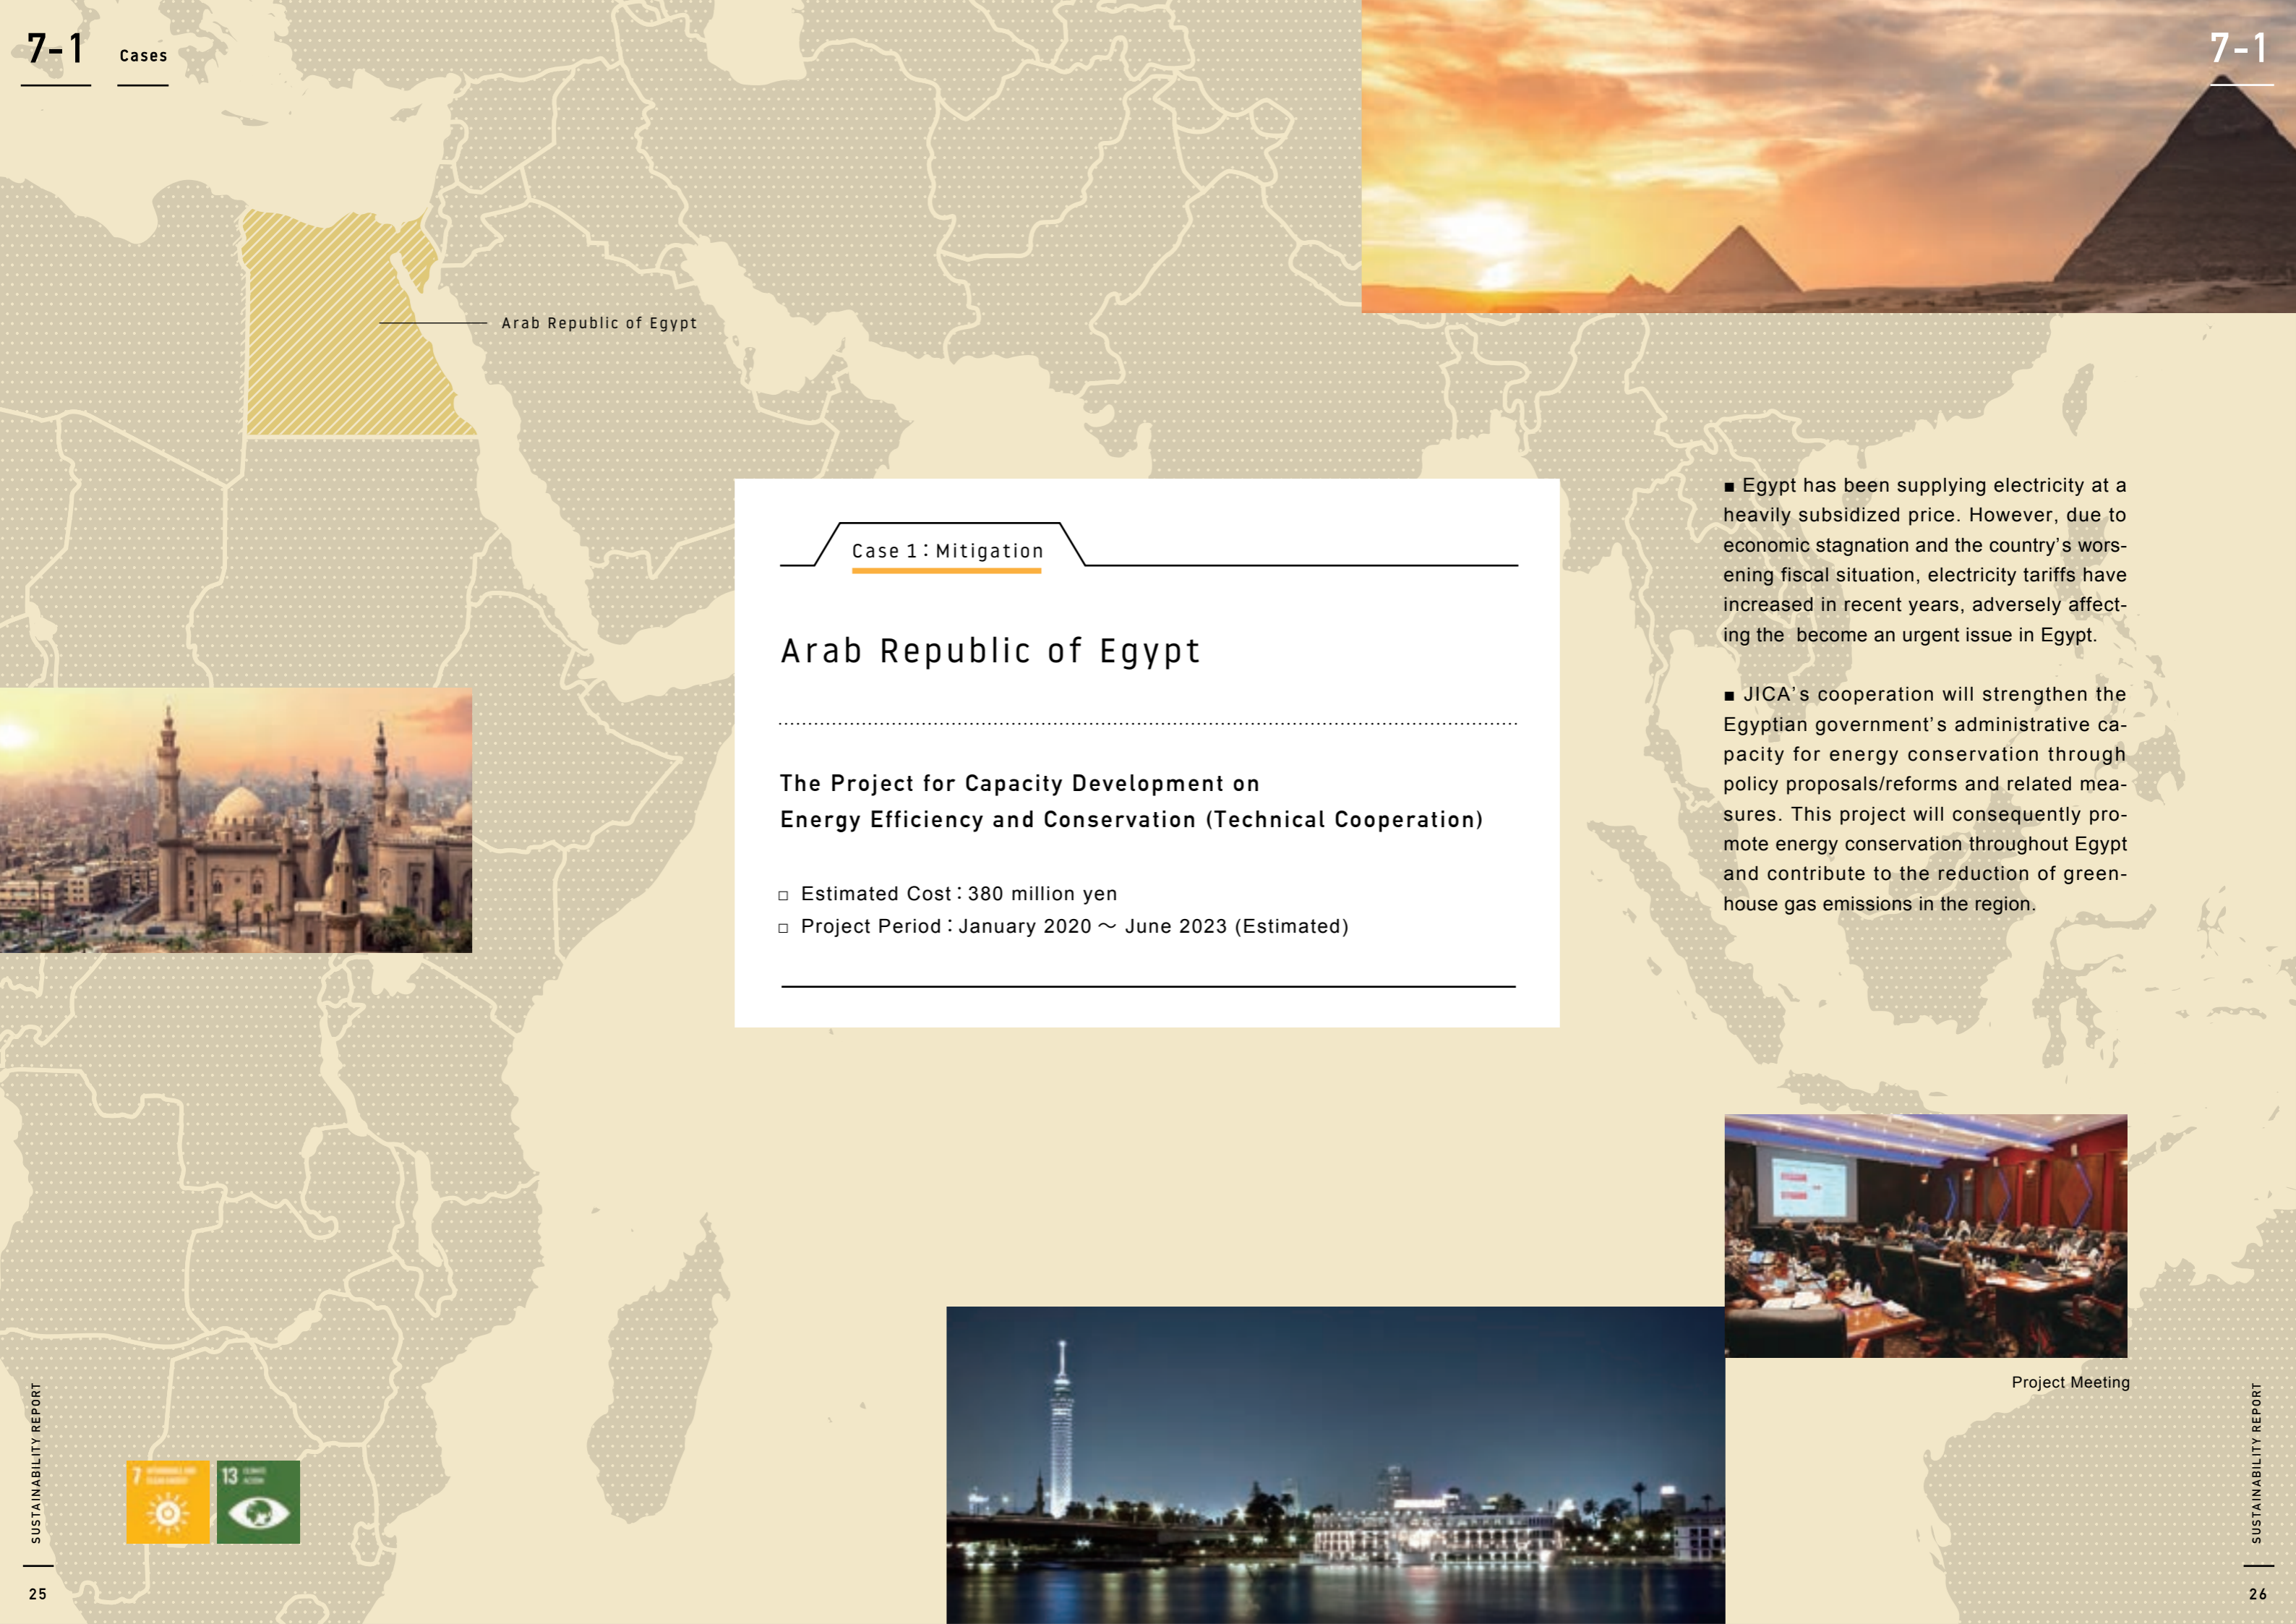 7-1 Cases
7-1
Arab Republic of Egypt
Case 1：Mitigation
Arab Republic of Egypt
The Project for Capacity Development on
Energy Efficiency and Conservation (Technical Cooperation)
□ Estimated Cost：380 million yen
□ Project Period：January 2020 ～ June 2023 (Estimated)
■ Egypt has been supplying electricity at a
heavily subsidized price. However, due to
economic stagnation and the country’s wors-
ening fiscal situation, electricity tariffs have
increased in recent years, adversely affect-
ing the  become an urgent issue in Egypt.
■ JICA’s cooperation will strengthen the
Egyptian government’s administrative ca-
pacity for energy conservation through
policy proposals/reforms and related mea-
sures. This project will consequently pro-
mote energy conservation throughout Egypt
and contribute to the reduction of green-
house gas emissions in the region.
Project Meeting
7 AFFORDABLE AND
CLEAN ENERGY
13 CLIMATE
ACTION
SUSTAINABILITY REPORT
25
SUSTAINABILITY REPORT
26